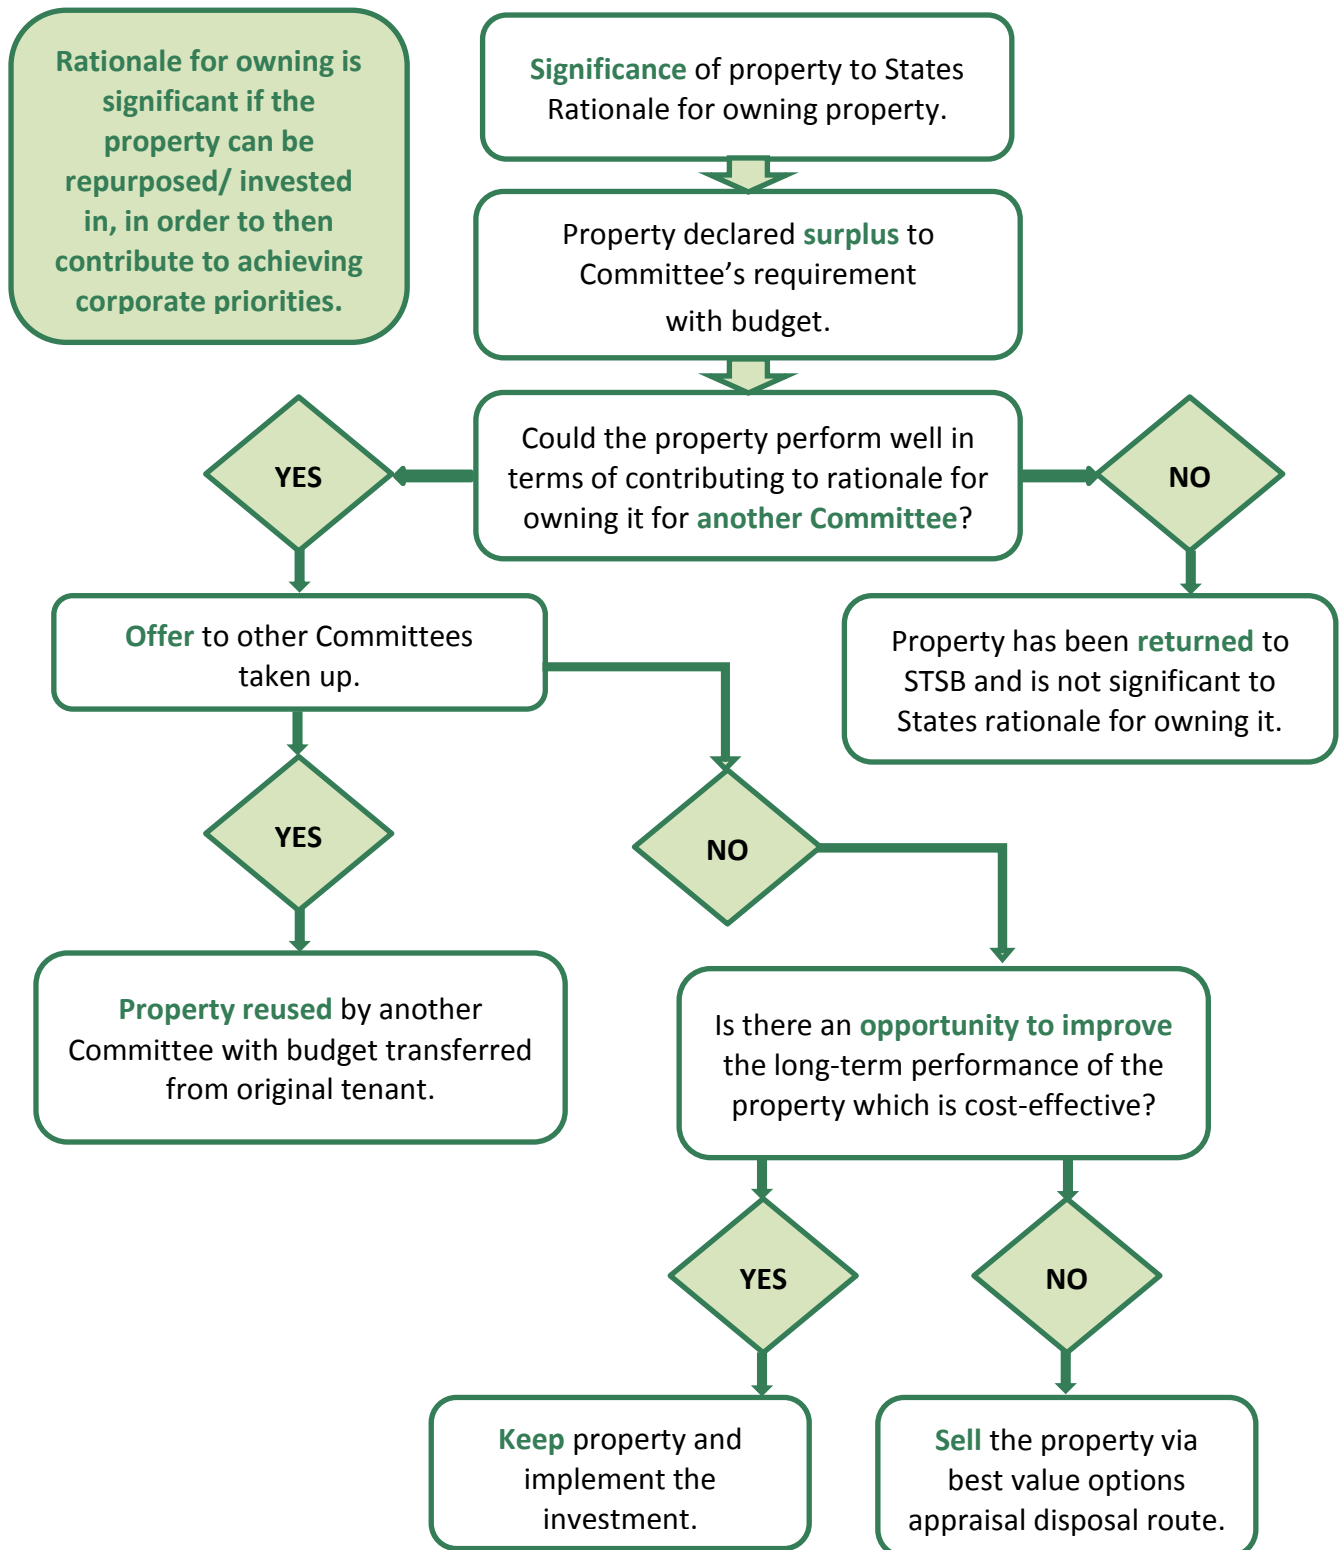 Rationale for owning is
significant if the
property can be
repurposed/ invested
in, in order to then
contribute to achieving
corporate priorities.
Significance of property to States
Rationale for owning property.
Property declared surplus to
Committee’s requirement
with budget.
Could the property perform well in
terms of contributing to rationale for
owning it for another Committee?
YES
NO
Offer to other Committees
taken up.
Property has been returned to
STSB and is not significant to
States rationale for owning it.
YES
NO
Property reused by another
Committee with budget transferred
from original tenant.
Is there an opportunity to improve
the long-term performance of the
property which is cost-effective?
YES
NO
Keep property and
implement the
investment.
Sell the property via
best value options
appraisal disposal route.